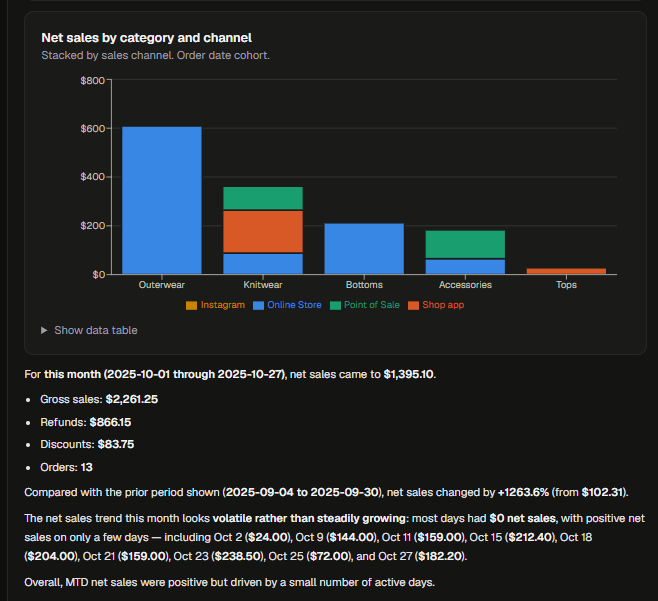 Net sales by category and channel
Stacked by sales channel. Order date cohort.
$800
$600
$400
$200
$0
Outerwear Knitwear Bottoms Accessories Tops
Instagram Online Store Point of Sale Shop app
Show data table
For this month (2025-10-01 through 2025-10-27), net sales came to $1,395.10.
• Gross sales: $2,261.25
• Refunds: $866.15
• Discounts: $83.75
• Orders: 13
Compared with the prior period shown (2025-09-04 to 2025-09-30), net sales changed by +1263.6% (from $102.31).
The net sales trend this month looks volatile rather than steadily growing: most days had $0 net sales, with positive net
sales on only a few days — including Oct 2 ($24.00), Oct 9 ($144.00), Oct 11 ($159.00), Oct 15 ($212.40), Oct 18
($204.00), Oct 21 ($159.00), Oct 23 ($238.50), Oct 25 ($72.00), and Oct 27 ($182.20).
Overall, MTD net sales were positive but driven by a small number of active days.